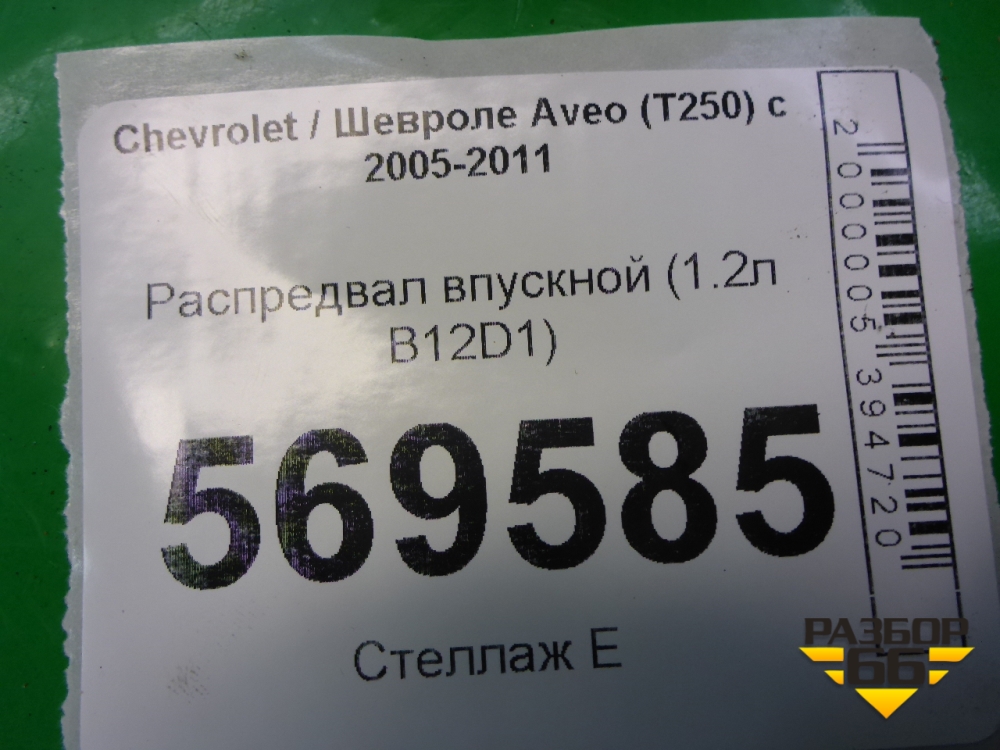 Chevrolet / Шевроле Aveo (T250) с
2005-2011
Распредвал впускной (1.2л
B12D1)
569585
Стеллаж Е
2000005394720
РАЗБОР
66